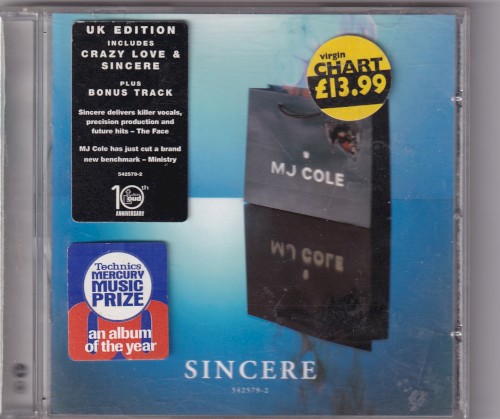 UK EDITION
INCLUDES
CRAZY LOVE &
SINCERE
PLUS
BONUS TRACK
Sincere delivers killer vocals,
precision production and
future hits – The Face
MJ Cole has just cut a brand
new benchmark – Ministry
542579-2
10th
loud
ANNIVERSARY
virgin
CHART
£13.99
MJ COLE
MJ COLE
Technics
MERCURY
MUSIC
PRIZE
an album
of the year
SINCERE
542579-2